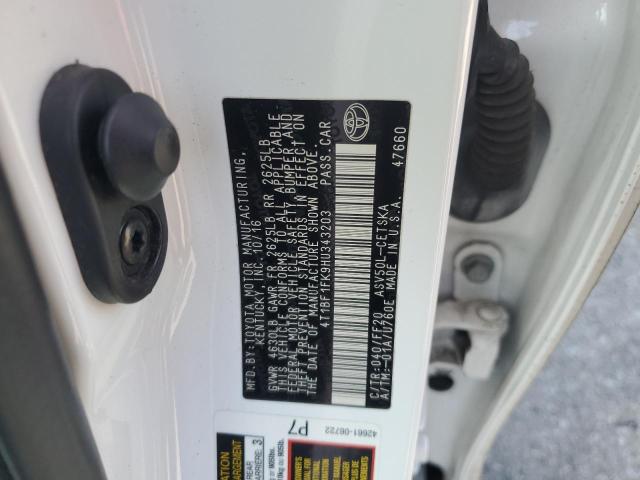 MFD.BY:TOYOTA MOTOR MANUFACTURING,
KENTUCKY, INC. 10/16
GVWR 4630LB GAWR FR 2625LB RR 2625LB
THIS VEHICLE CONFORMS TO ALL APPLICABLE
FEDERAL MOTOR VEHICLE SAFETY, BUMPER, AND
THEFT PREVENTION STANDARDS IN EFFECT ON
THE DATE OF MANUFACTURE SHOWN ABOVE.
4T1BF1FK9HU343203 PASS.CAR
C/TR:040/FF20 ASV50L-CETSKA
A/TM:-01A/U760E MADE IN U.S.A. 47660
P7
42661-06722
REAR
ARRIÈRE 3